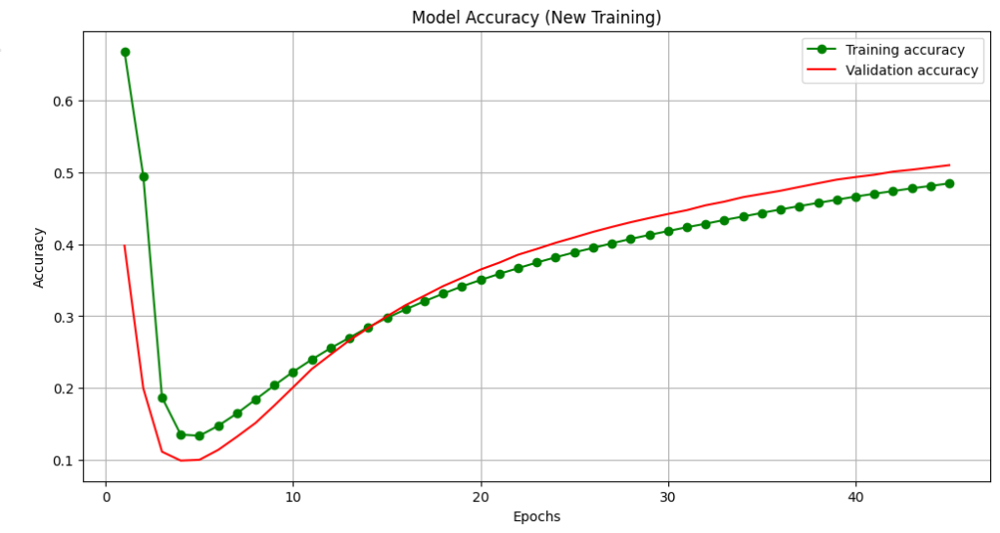 Model Accuracy (New Training)
Training accuracy
Validation accuracy
Accuracy
0.6
0.5
0.4
0.3
0.2
0.1
0 10 20 30 40
Epochs